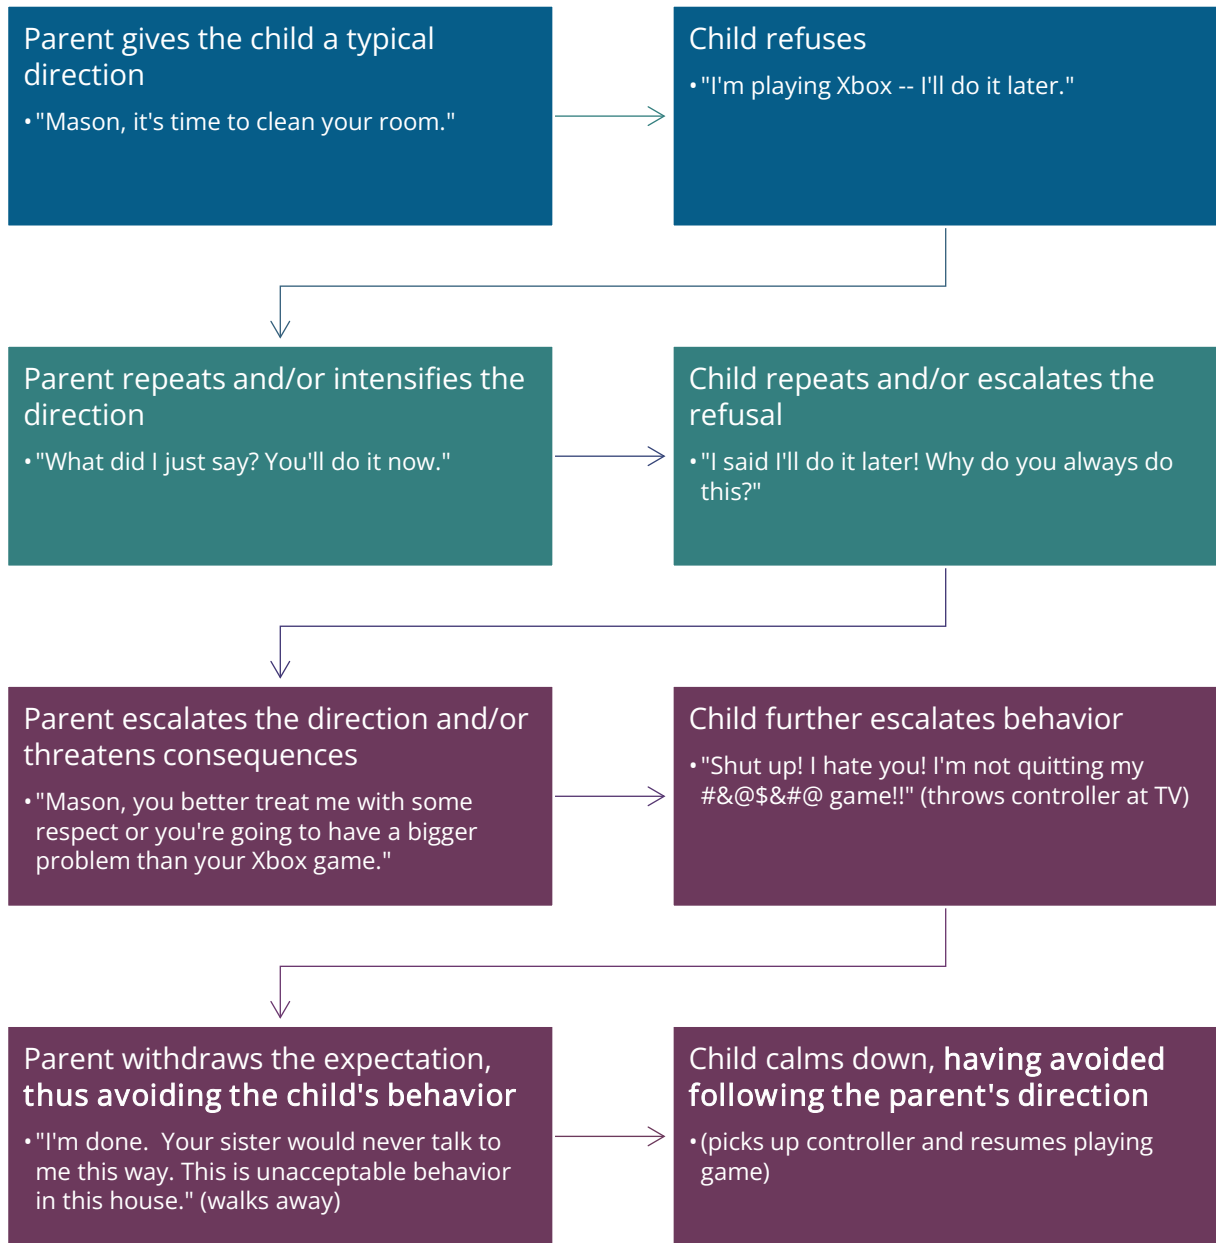 Parent gives the child a typical
direction
• "Mason, it's time to clean your room."
Child refuses
• "I'm playing Xbox -- I'll do it later."
Parent repeats and/or intensifies the
direction
• "What did I just say? You'll do it now."
Child repeats and/or escalates the
refusal
• "I said I'll do it later! Why do you always do
this?"
Parent escalates the direction and/or
threatens consequences
• "Mason, you better treat me with some
respect or you're going to have a bigger
problem than your Xbox game."
Child further escalates behavior
• "Shut up! I hate you! I'm not quitting my
#&@$&#@ game!!" (throws controller at TV)
Parent withdraws the expectation,
thus avoiding the child's behavior
• "I'm done.  Your sister would never talk to
me this way. This is unacceptable behavior
in this house." (walks away)
Child calms down, having avoided
following the parent's direction
• (picks up controller and resumes playing
game)